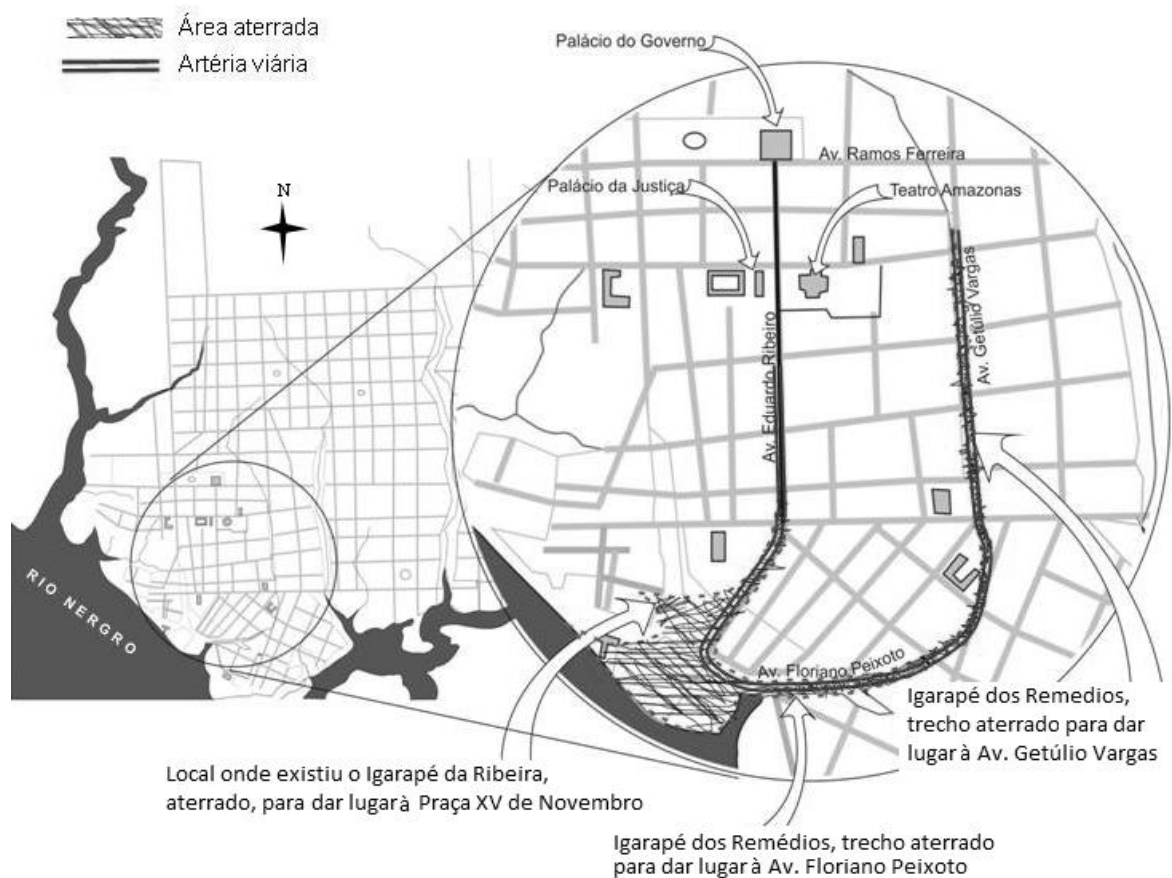 Área aterrada
Artéria viária
Palácio do Governo
Av. Ramos Ferreira
Palácio da Justiça
Teatro Amazonas
N
Av. Getúlio Vargas
Av. Eduardo Ribeiro
RIO NERGRO
Av. Floriano Peixoto
Igarapé dos Remedios,
trecho aterrado para dar
lugar à Av. Getúlio Vargas
Local onde existiu o Igarapé da Ribeira,
aterrado, para dar lugar à Praça XV de Novembro
Igarapé dos Remédios, trecho aterrado
para dar lugar à Av. Floriano Peixoto